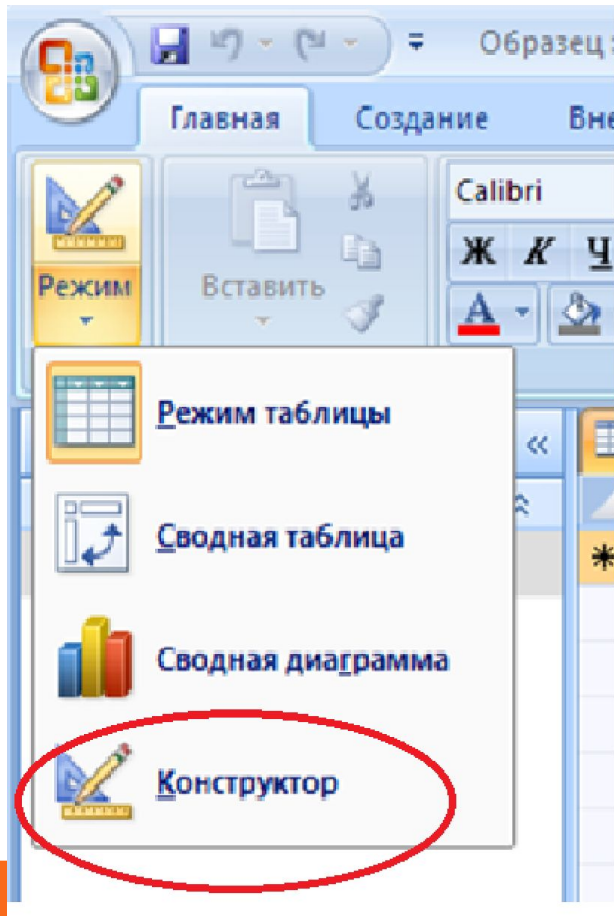 Образец
Главная Создание Вне
Calibri
Ж К Ч
Режим Вставить
А
Режим таблицы
Сводная таблица
Сводная диаграмма
Конструктор